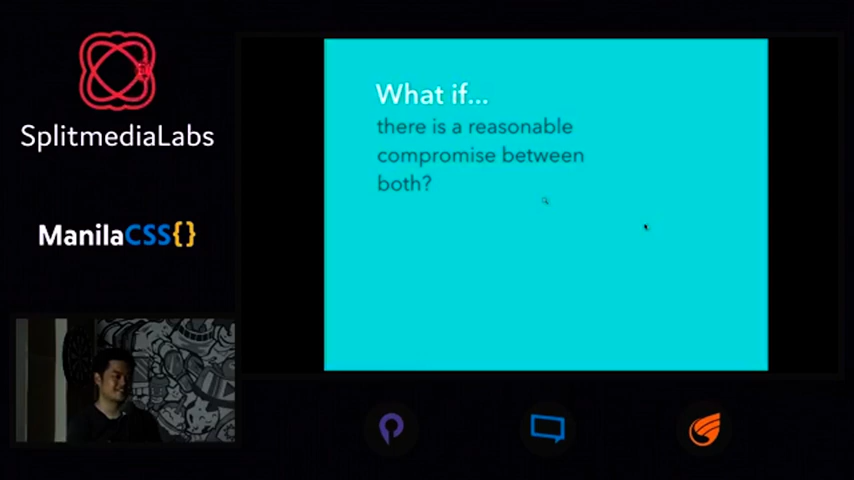 SplitmediaLabs
ManilaCSS{}
What if...
there is a reasonable
compromise between
both?